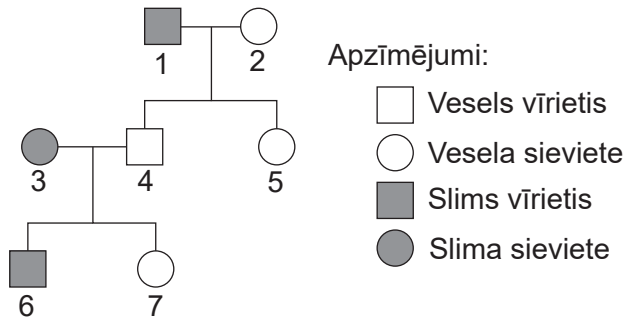 1
2
Apzīmējumi:
Vesels vīrietis
Vesela sieviete
3
4
5
Slims vīrietis
Slima sieviete
6
7